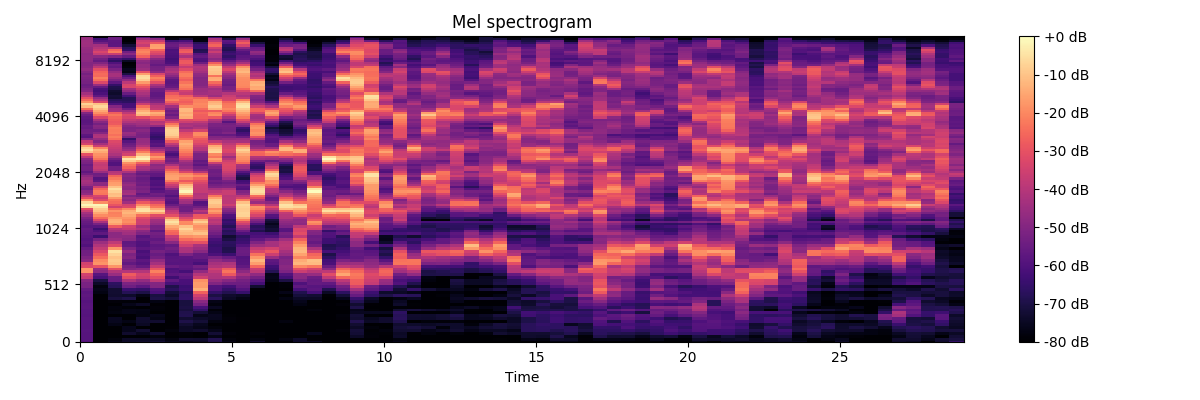 Mel spectrogram
Hz
8192
4096
2048
1024
512
0
0 5 10 15 20 25
Time
+0 dB
-10 dB
-20 dB
-30 dB
-40 dB
-50 dB
-60 dB
-70 dB
-80 dB